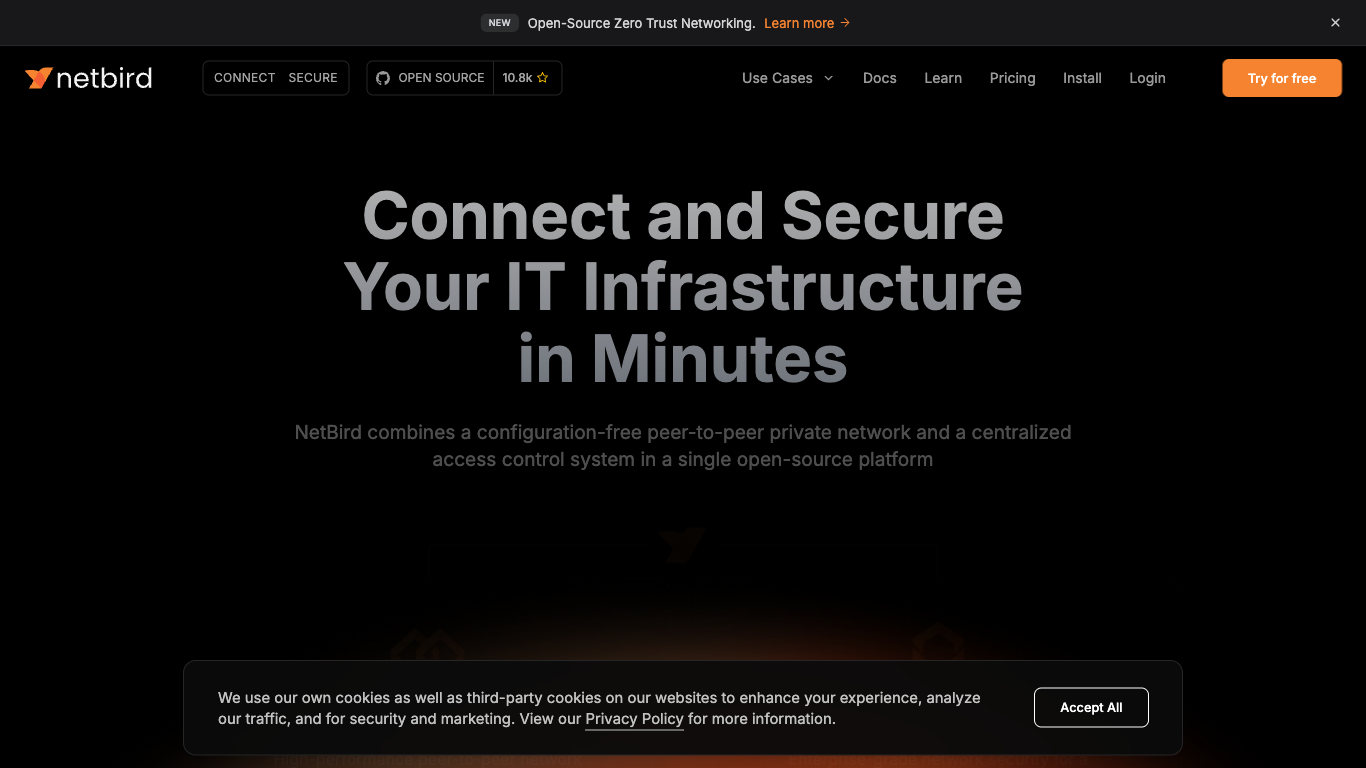 NEW Open-Source Zero Trust Networking. Learn more →
netbird CONNECT SECURE OPEN SOURCE 10.8k Use Cases Docs Learn Pricing Install Login Try for free
Connect and Secure
Your IT Infrastructure
in Minutes
NetBird combines a configuration-free peer-to-peer private network and a centralized
access control system in a single open-source platform
We use our own cookies as well as third-party cookies on our websites to enhance your experience, analyze
our traffic, and for security and marketing. View our Privacy Policy for more information.
Accept All